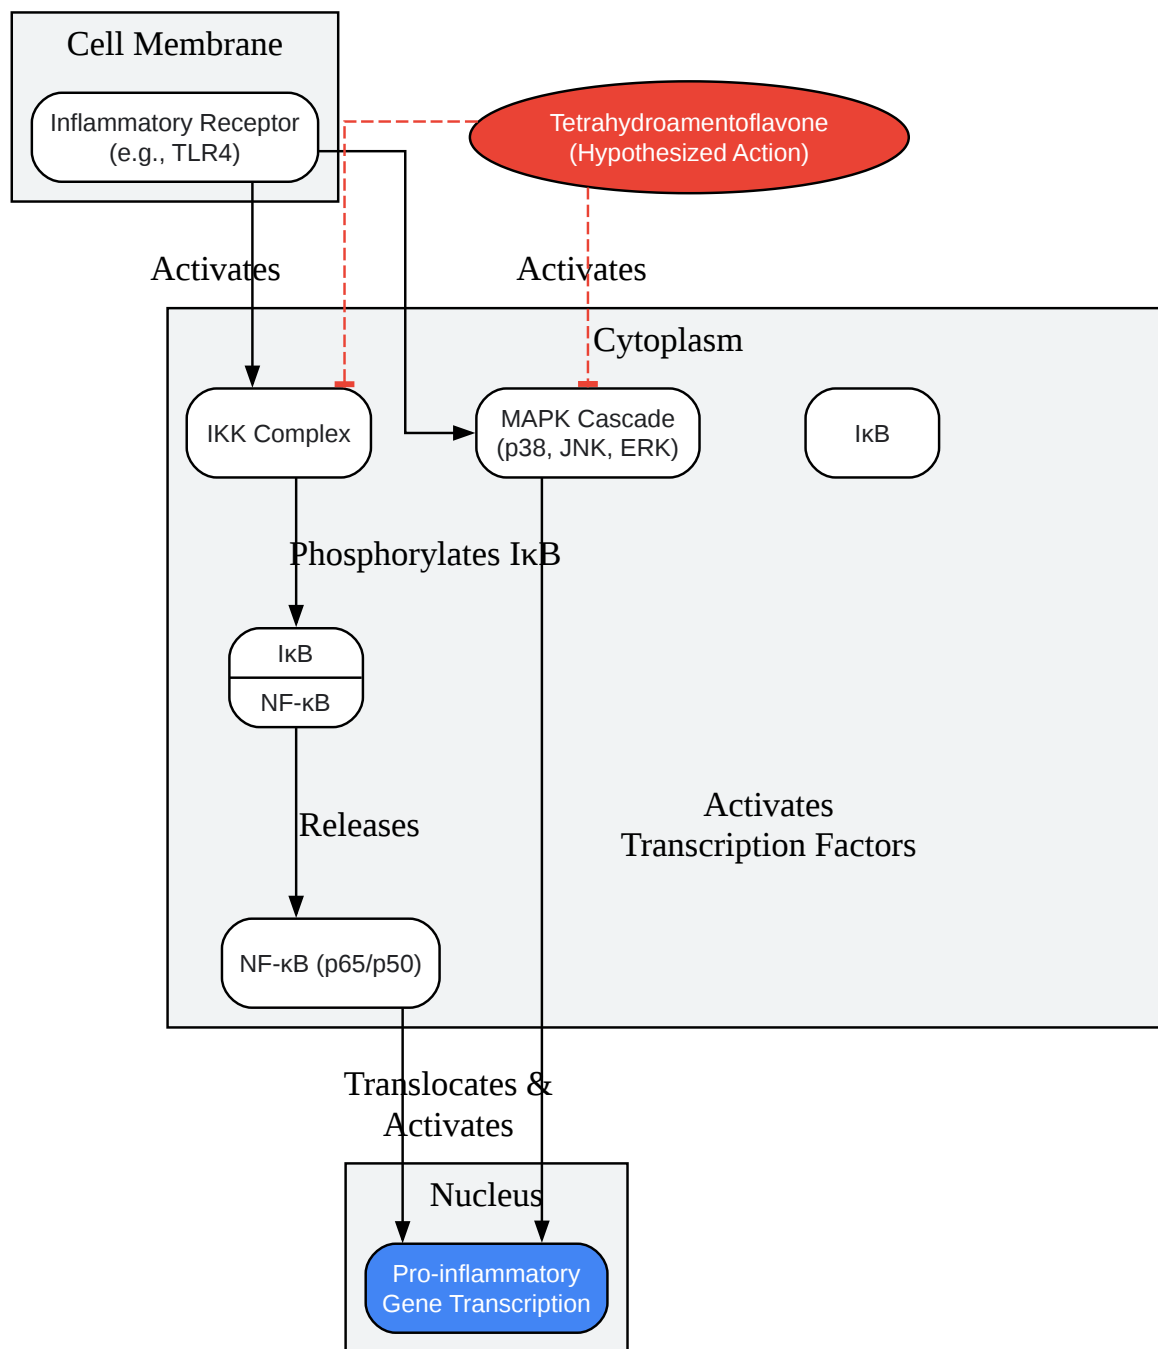 Cell Membrane
Inflammatory Receptor
(e.g., TLR4)
Tetrahydroamentoflavone
(Hypothesized Action)
Activates
Activates
Cytoplasm
IKK Complex
MAPK Cascade
(p38, JNK, ERK)
IκB
Phosphorylates IκB
IκB
NF-κB
Releases
Activates
Transcription Factors
NF-κB (p65/p50)
Translocates &
Activates
Nucleus
Pro-inflammatory
Gene Transcription